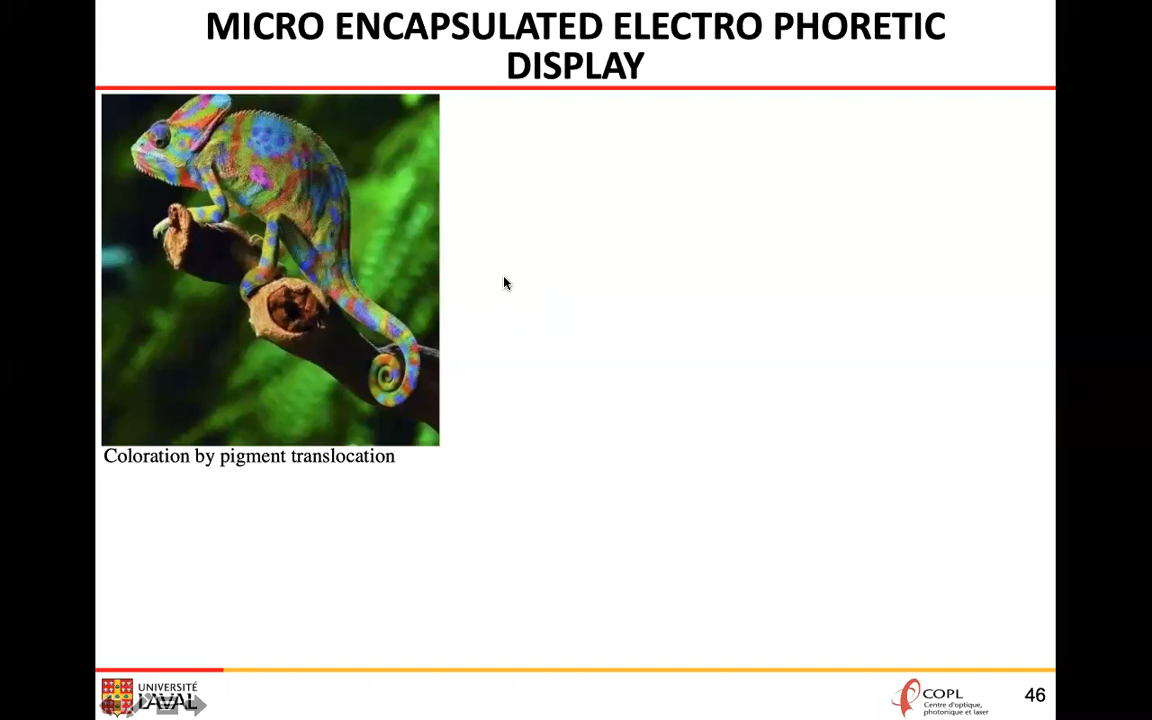 MICRO ENCAPSULATED ELECTRO PHORETIC
DISPLAY
Coloration by pigment translocation
UNIVERSITÉ
LAVAL
COPL
Centre d'optique,
photonique et laser
46